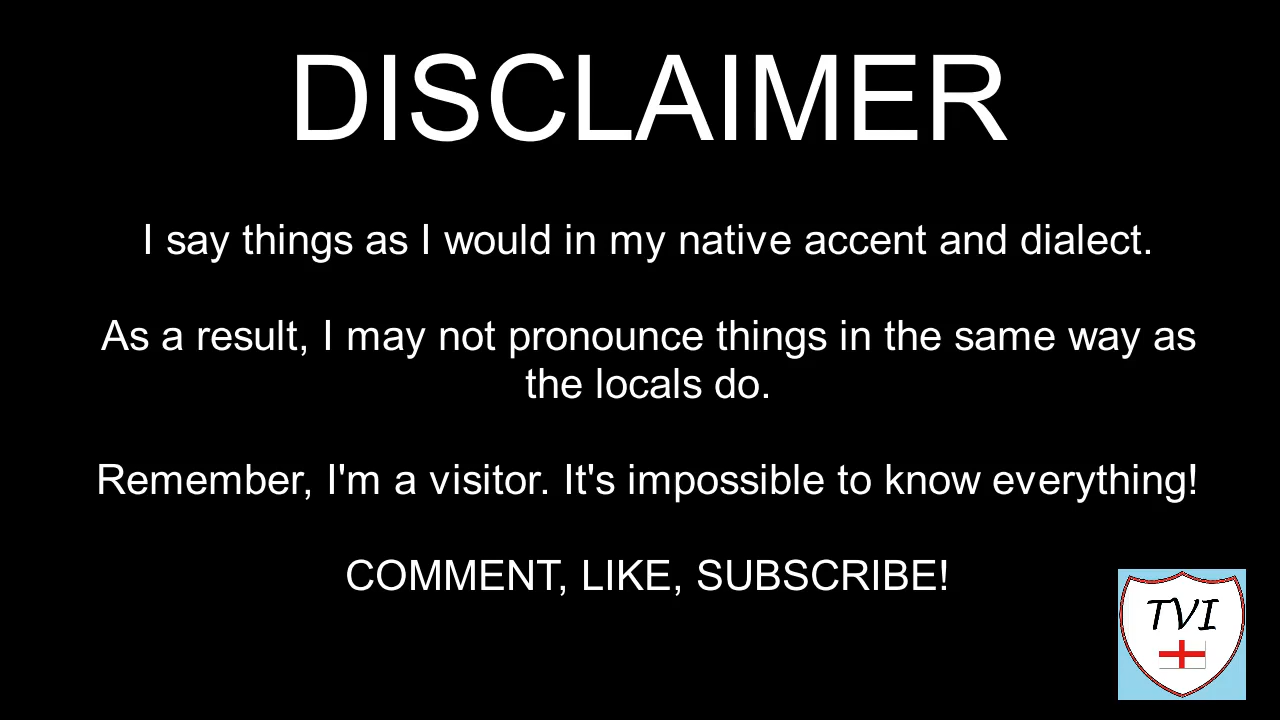 DISCLAIMER
I say things as I would in my native accent and dialect.
As a result, I may not pronounce things in the same way as
the locals do.
Remember, I'm a visitor. It's impossible to know everything!
COMMENT, LIKE, SUBSCRIBE!
TVI